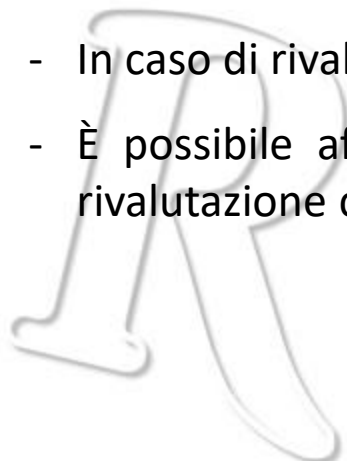 - In caso di rival
- È possibile af
rivalutazione